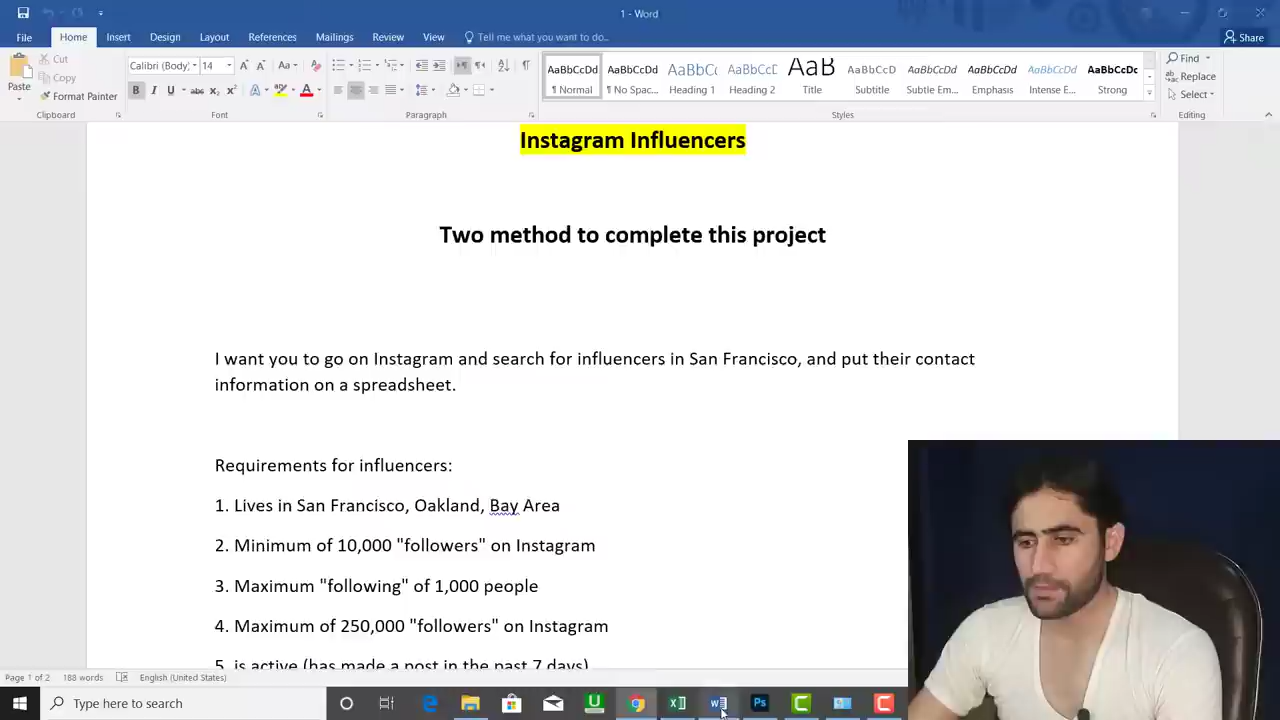 1 - Word
File Home Insert Design Layout References Mailings Review View Tell me what you want to do... Share
Cut
Copy
Format Painter
Paste
Clipboard
Calibri (Body) 14
Font
Paragraph
AaBbCcDd AaBbCcDd AaBbCc AaBbCcD AaB AaBbCcD AaBbCcDd AaBbCcDd AaBbCcDd AaBbCcDc
¶ Normal ¶ No Spac... Heading 1 Heading 2 Title Subtitle Subtle Em... Emphasis Intense E... Strong
Styles
Find
Replace
Select
Editing
Instagram Influencers
Two method to complete this project
I want you to go on Instagram and search for influencers in San Francisco, and put their contact
information on a spreadsheet.
Requirements for influencers:
1. Lives in San Francisco, Oakland, Bay Area
2. Minimum of 10,000 "followers" on Instagram
3. Maximum "following" of 1,000 people
4. Maximum of 250,000 "followers" on Instagram
5. is active (has made a post in the past 7 days)
Page 1 of 2 188 words English (United States)
Type here to search